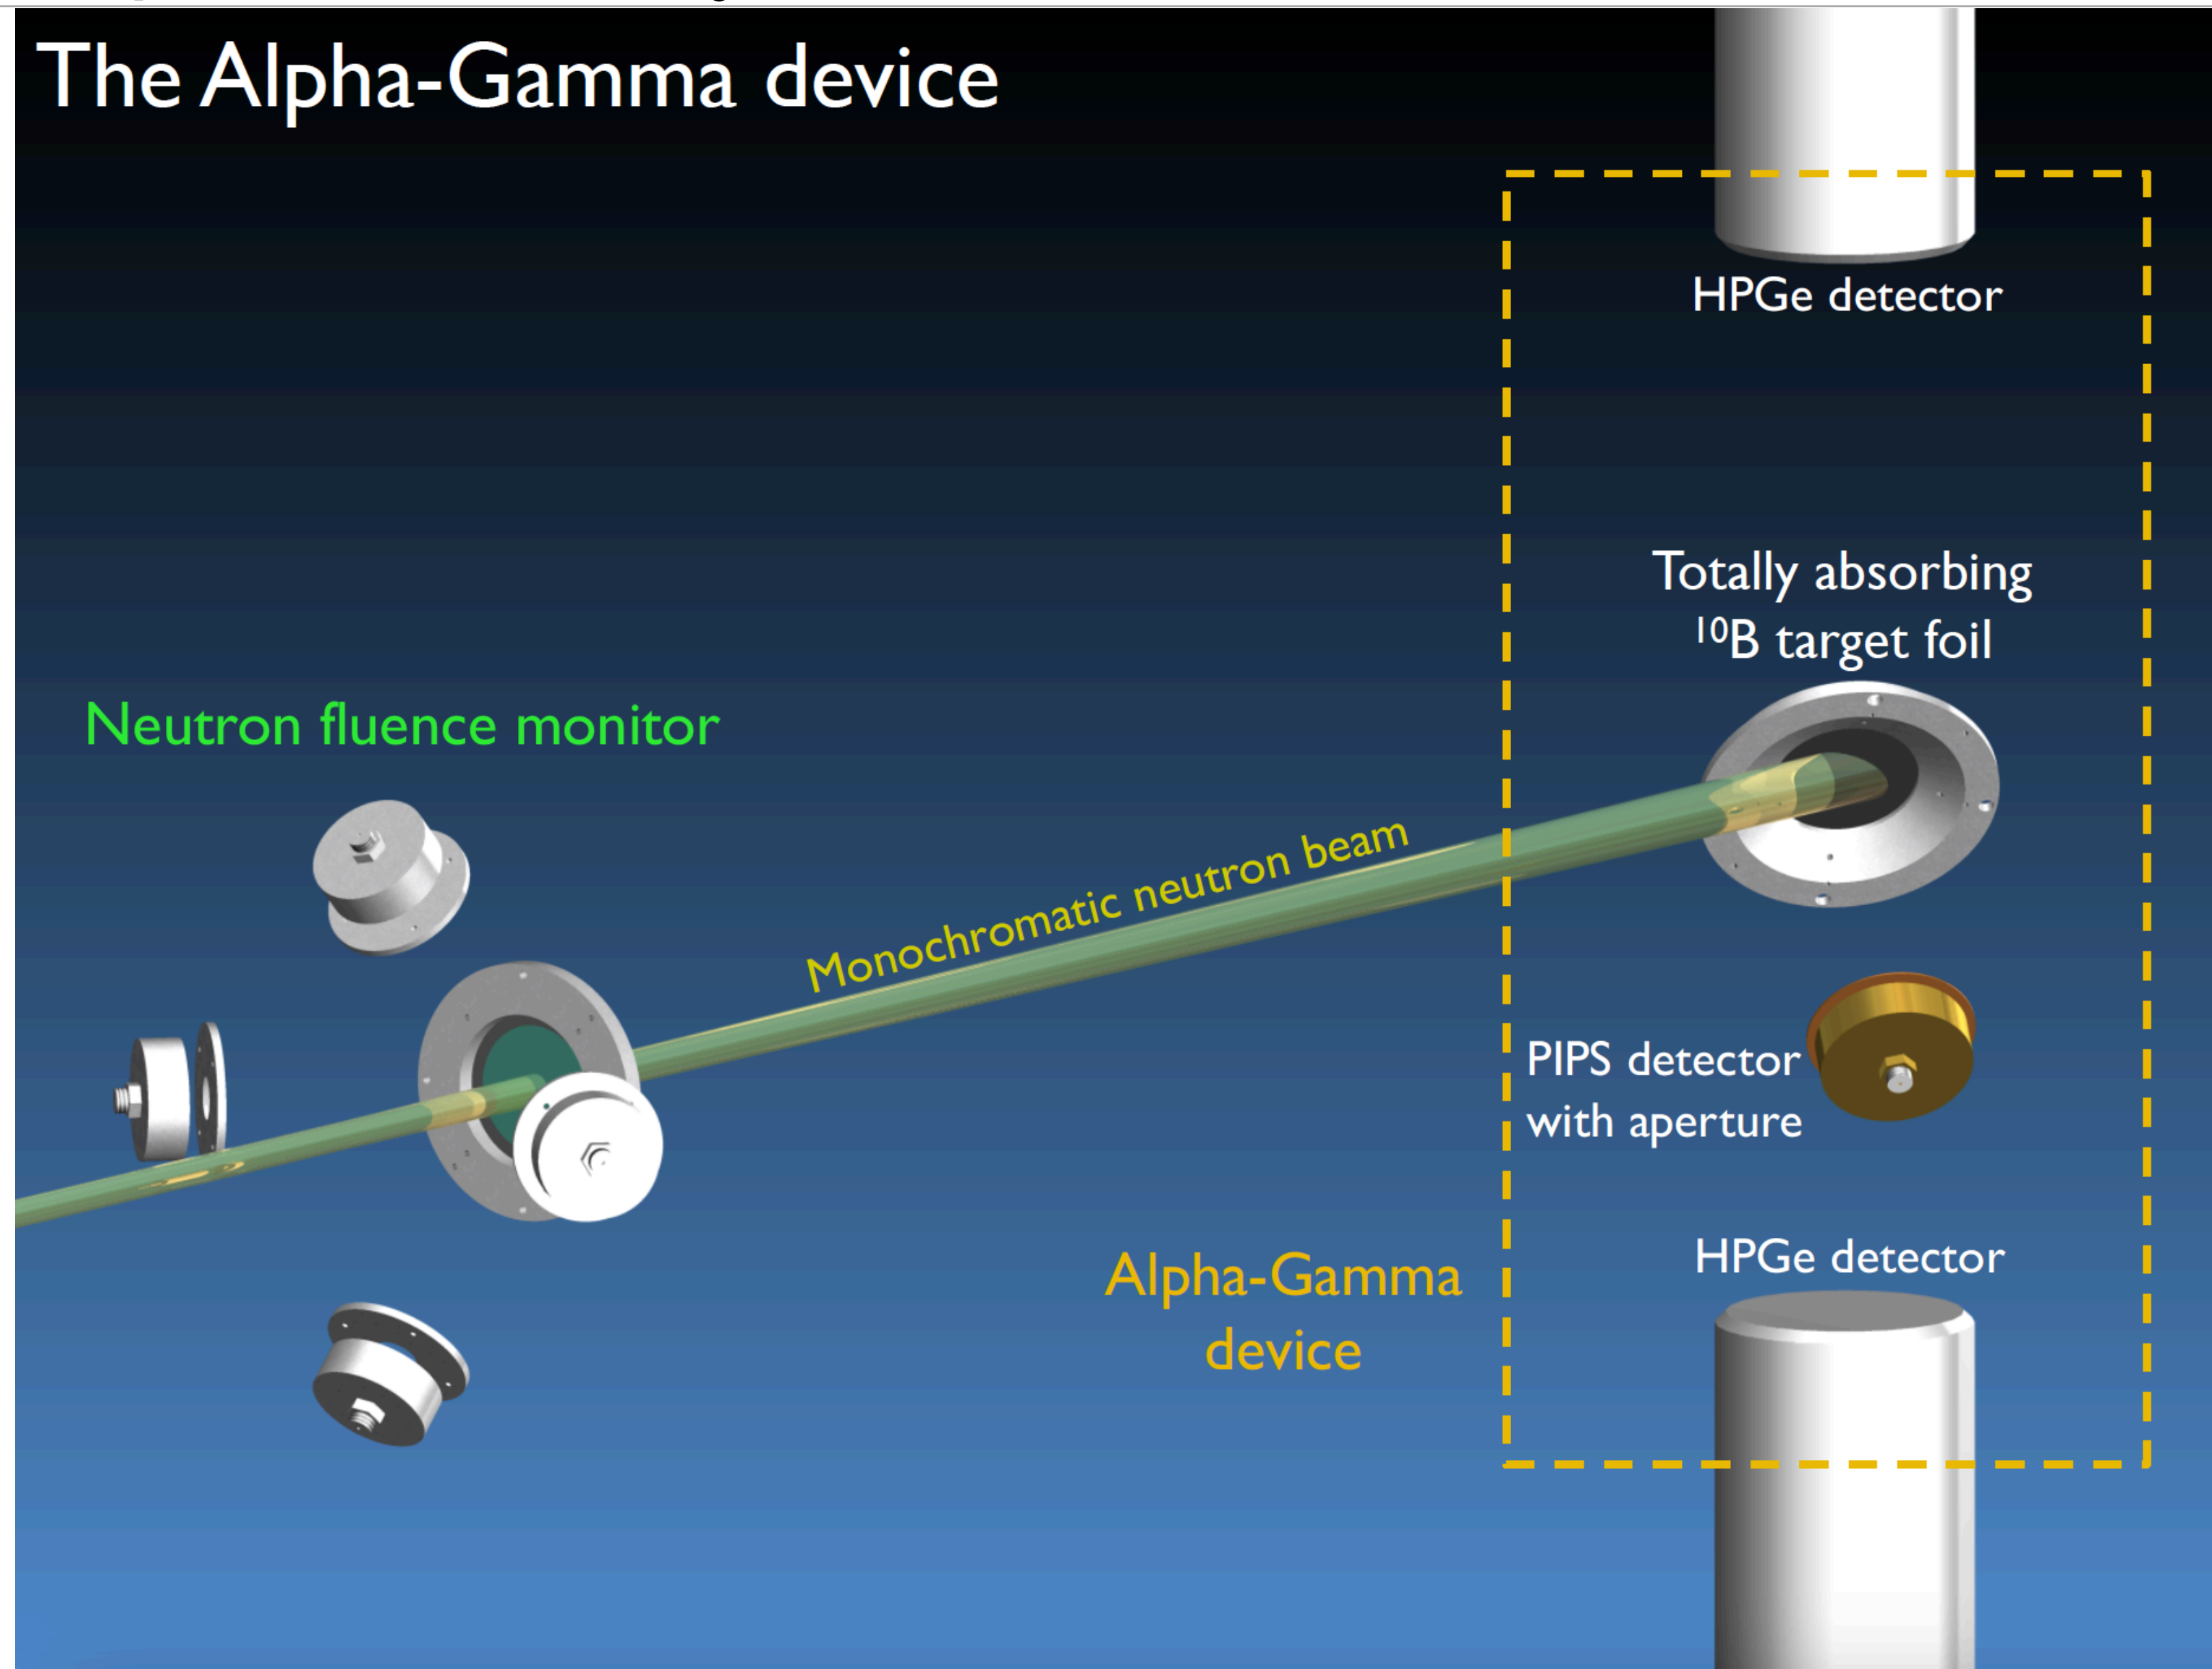 The Alpha-Gamma device
HPGe detector
Totally absorbing
¹⁰B target foil
Neutron fluence monitor
Monochromatic neutron beam
PIPS detector
with aperture
HPGe detector
Alpha-Gamma
device